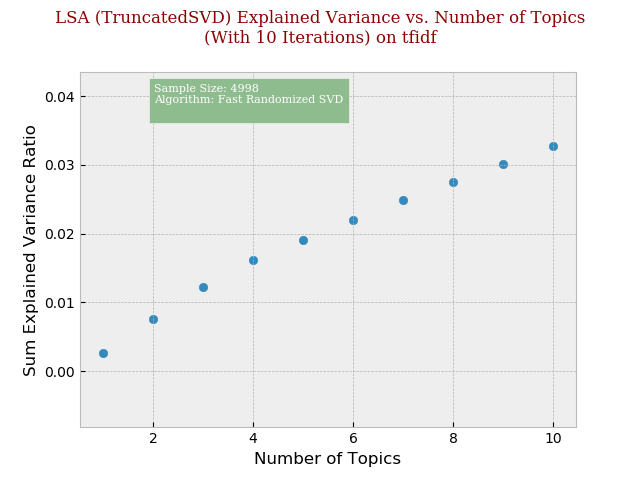 LSA (TruncatedSVD) Explained Variance vs. Number of Topics
(With 10 Iterations) on tfidf
Sample Size: 4998
Algorithm: Fast Randomized SVD
Sum Explained Variance Ratio
0.04
0.03
0.02
0.01
0.00
2 4 6 8 10
Number of Topics